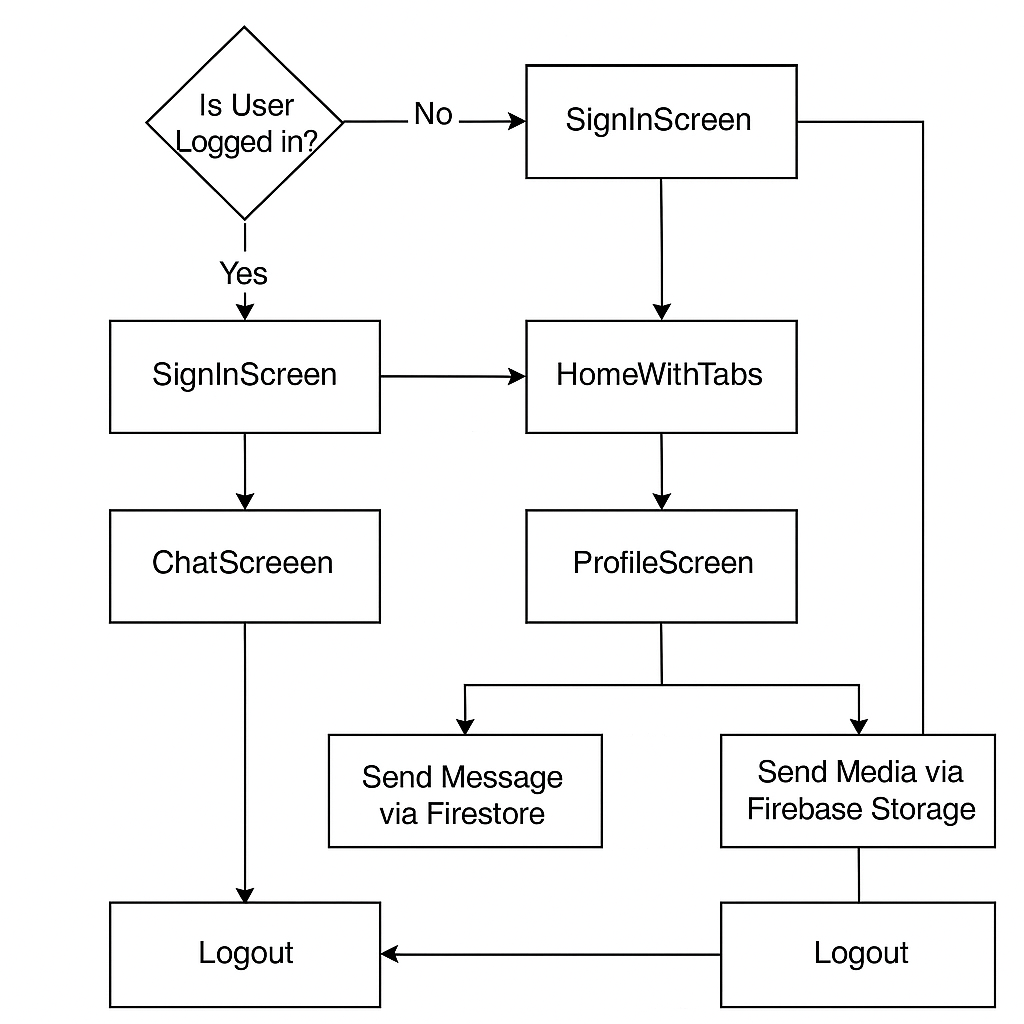 Is User
Logged in?
No
SignInScreen
Yes
SignInScreen
HomeWithTabs
ChatScreeen
ProfileScreen
Send Message
via Firestore
Send Media via
Firebase Storage
Logout
Logout